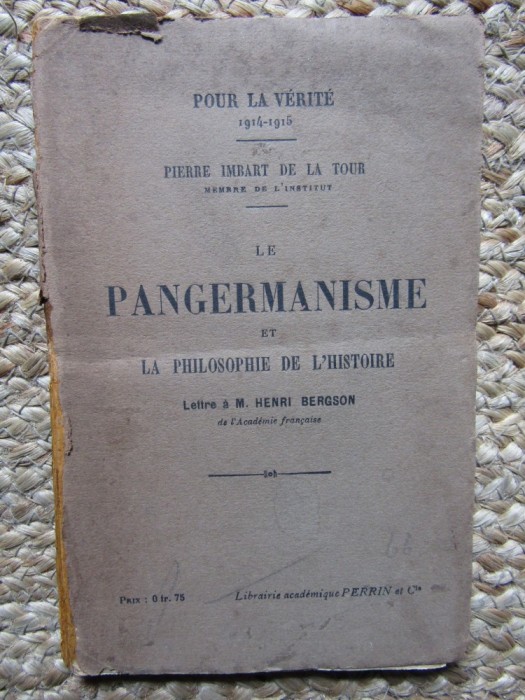 POUR LA VÉRITÉ
1914-1915
PIERRE IMBART DE LA TOUR
MEMBRE DE L'INSTITUT
LE
PANGERMANISME
ET
LA PHILOSOPHIE DE L'HISTOIRE
Lettre à M. HENRI BERGSON
de l'Académie française
PRIX : 0 fr. 75 Librairie académique PERRIN et Cie